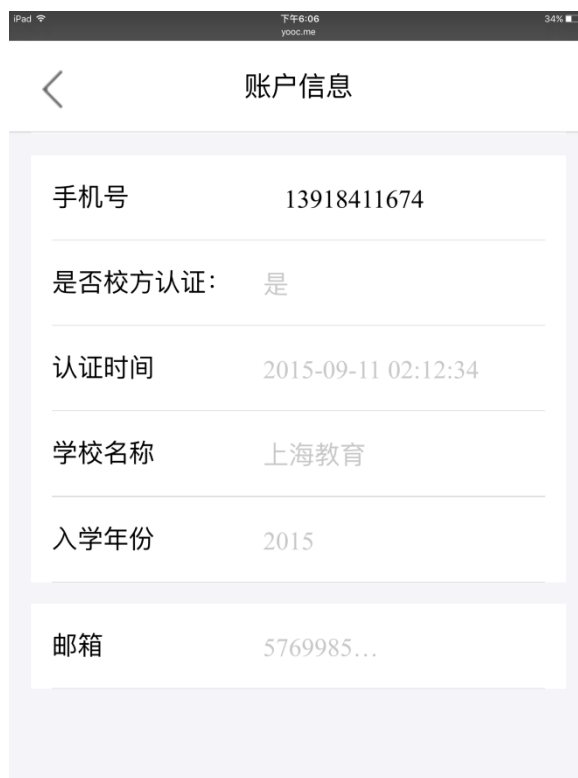 iPad 下午6:06 34%
yooc.me
账户信息
手机号 13918411674
是否校方认证： 是
认证时间 2015-09-11 02:12:34
学校名称 上海教育
入学年份 2015
邮箱 5769985...